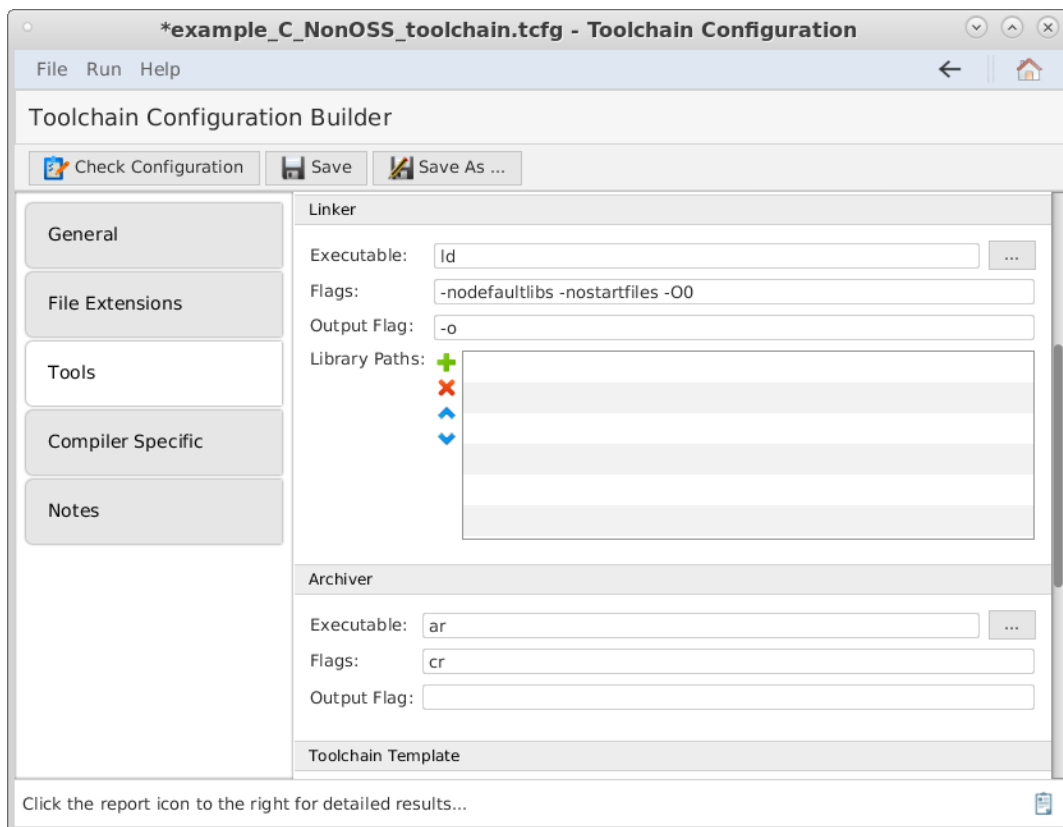 *example_C_NonOSS_toolchain.tcfg - Toolchain Configuration
File Run Help
Toolchain Configuration Builder
Check Configuration Save Save As ...
General
File Extensions
Tools
Compiler Specific
Notes
Linker
Executable: ld ...
Flags: -nodefaultlibs -nostartfiles -O0
Output Flag: -o
Library Paths:
Archiver
Executable: ar ...
Flags: cr
Output Flag:
Toolchain Template
Click the report icon to the right for detailed results...